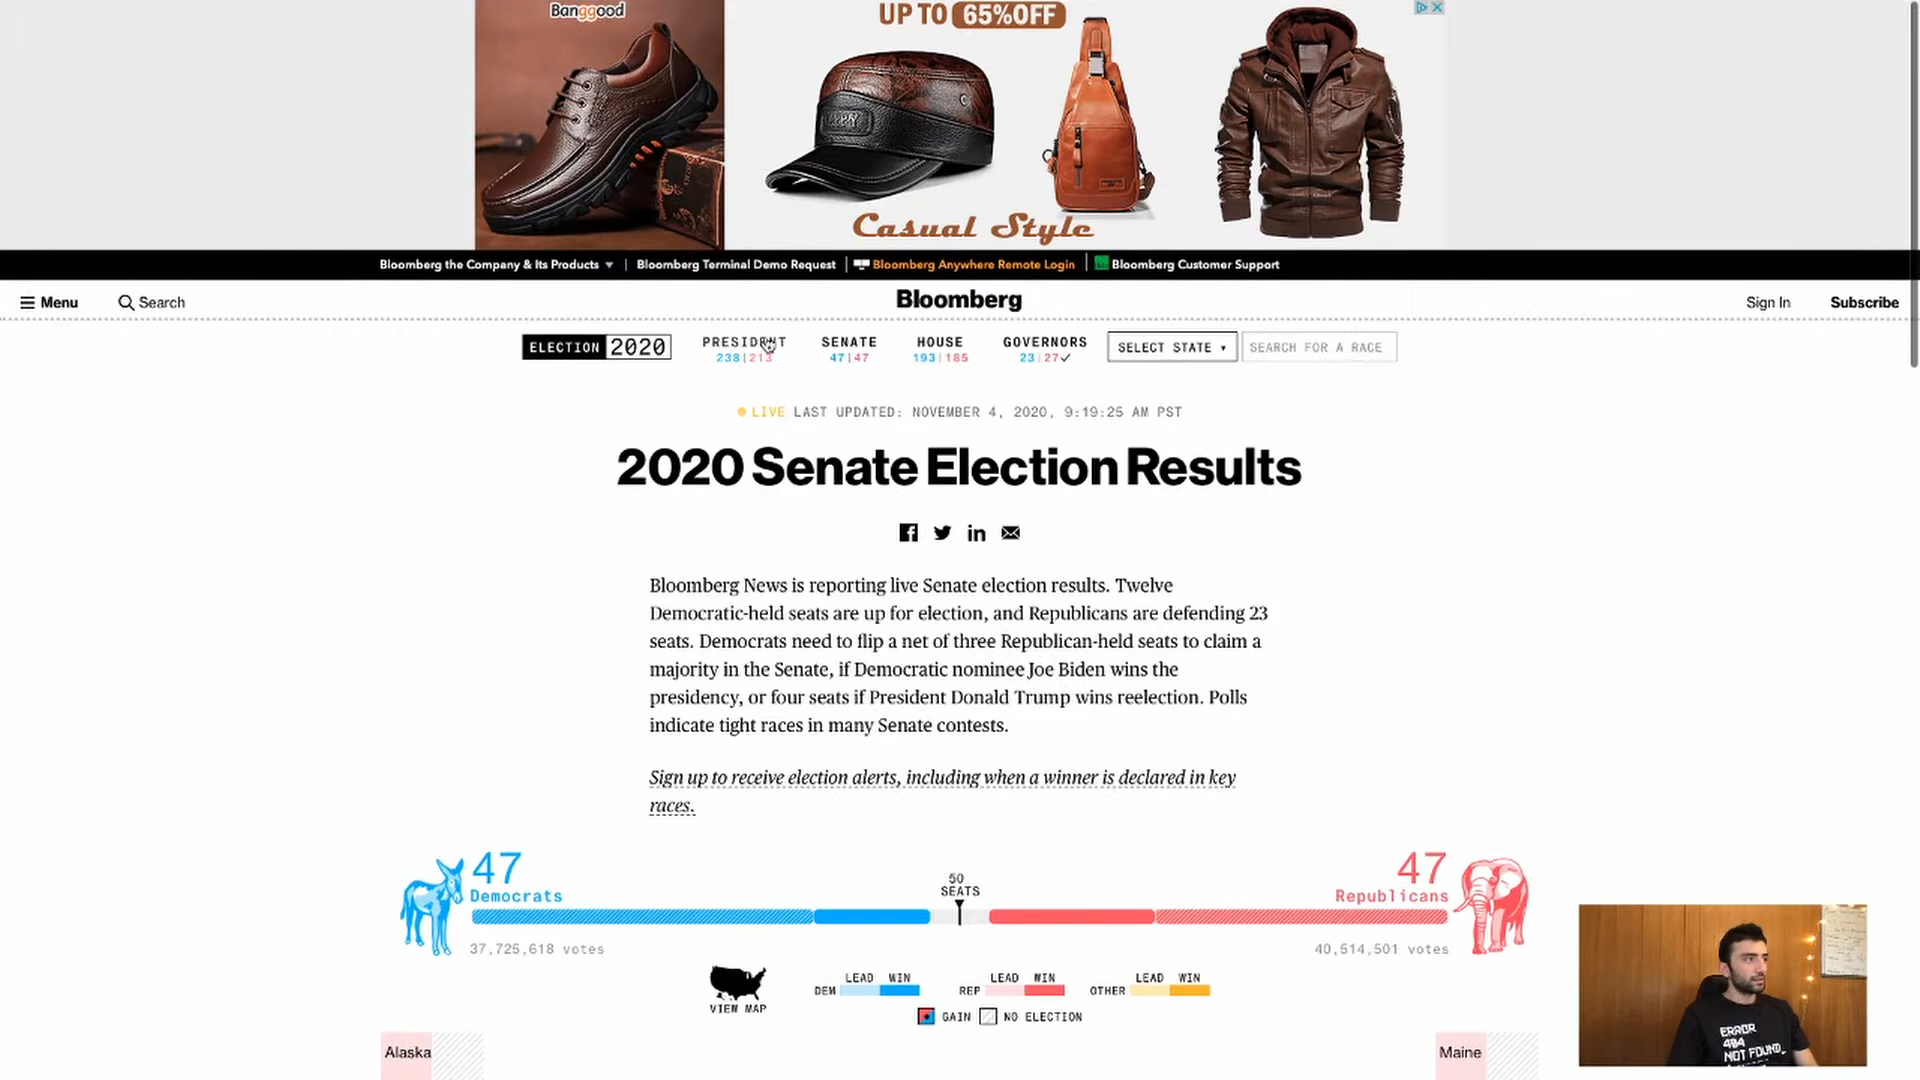 Banggood
UP TO 65%OFF
Casual Style
Bloomberg the Company & Its Products
Bloomberg Terminal Demo Request
Bloomberg Anywhere Remote Login
Bloomberg Customer Support
Menu
Search
Bloomberg
Sign In
Subscribe
ELECTION 2020
PRESIDENT
238|213
SENATE
47|47
HOUSE
193|185
GOVERNORS
23|27✓
SELECT STATE ▾
SEARCH FOR A RACE
LIVE LAST UPDATED: NOVEMBER 4, 2020, 9:19:25 AM PST
2020 Senate Election Results
Bloomberg News is reporting live Senate election results. Twelve
Democratic-held seats are up for election, and Republicans are defending 23
seats. Democrats need to flip a net of three Republican-held seats to claim a
majority in the Senate, if Democratic nominee Joe Biden wins the
presidency, or four seats if President Donald Trump wins reelection. Polls
indicate tight races in many Senate contests.
Sign up to receive election alerts, including when a winner is declared in key
races.
47
Democrats
37,725,618 votes
50
SEATS
47
Republicans
40,514,501 votes
VIEW MAP
LEAD WIN
DEM
LEAD WIN
REP
LEAD WIN
OTHER
GAIN
NO ELECTION
Alaska
Maine
ERROR
404
NOT FOUND_